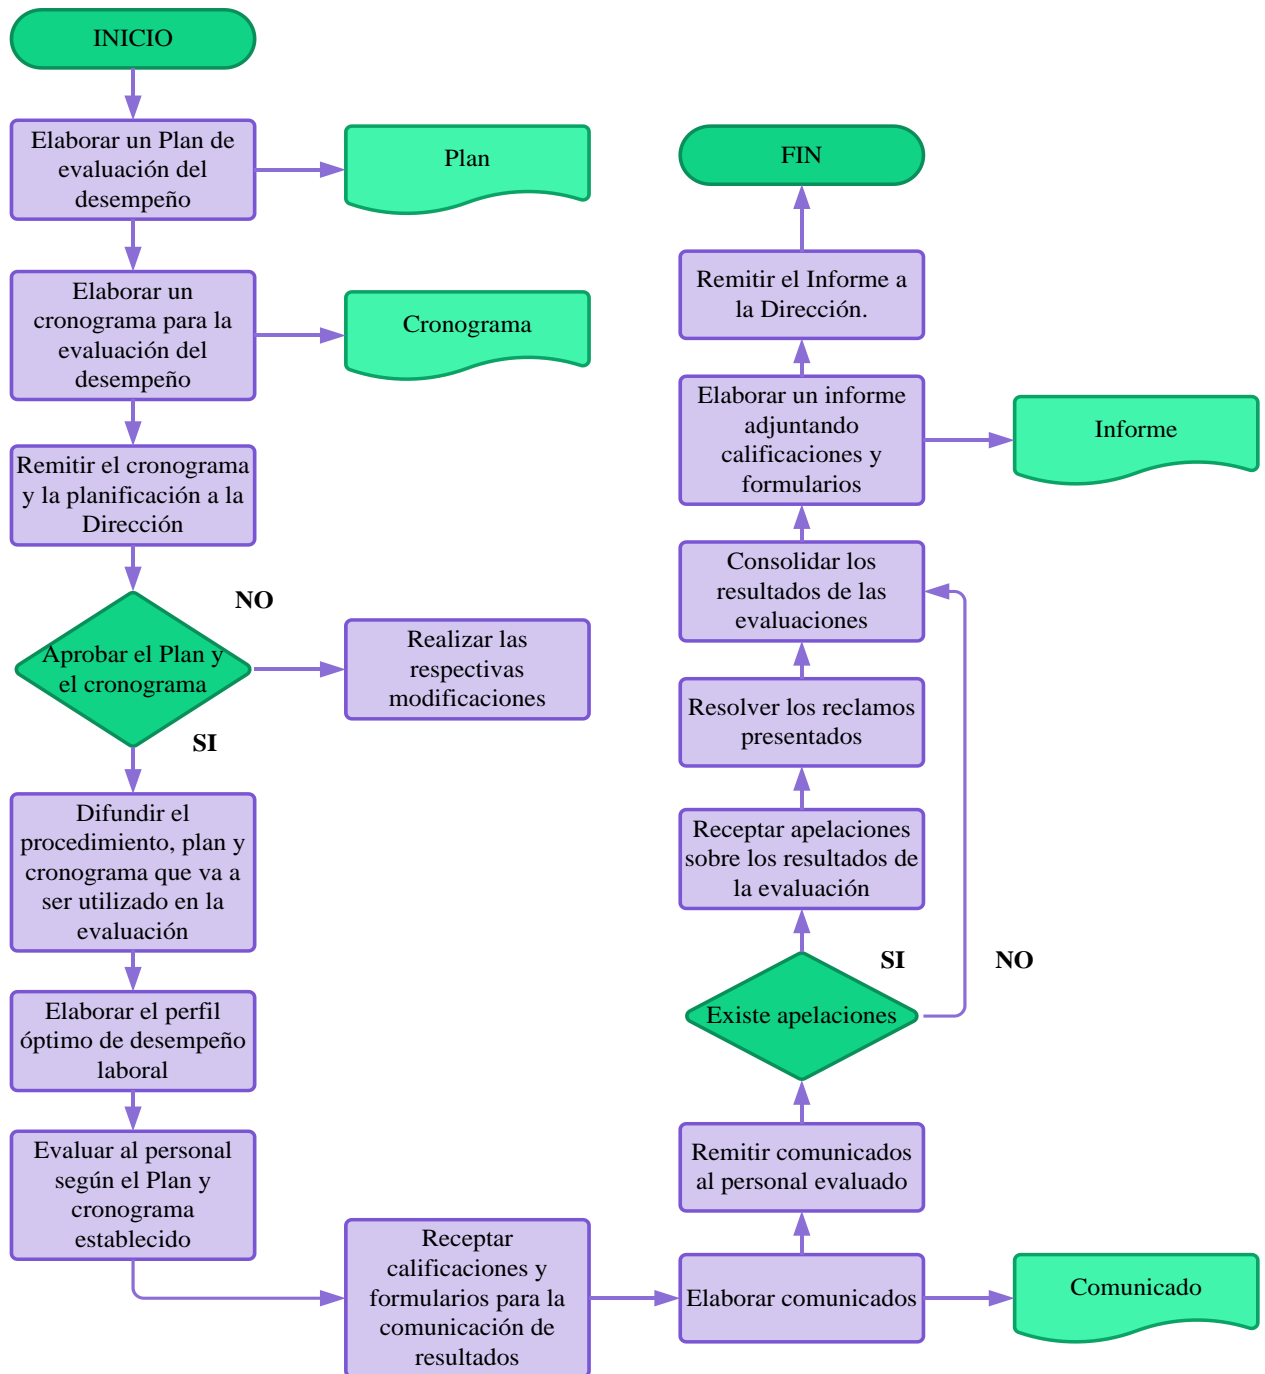 INICIO
Elaborar un Plan de
evaluación del
desempeño
Plan
Elaborar un
cronograma para la
evaluación del
desempeño
Cronograma
Remitir el cronograma
y la planificación a la
Dirección
NO
Aprobar el Plan y
el cronograma
Realizar las
respectivas
modificaciones
SI
Difundir el
procedimiento, plan y
cronograma que va a
ser utilizado en la
evaluación
Elaborar el perfil
óptimo de desempeño
laboral
Evaluar al personal
según el Plan y
cronograma
establecido
Receptar
calificaciones y
formularios para la
comunicación de
resultados
Elaborar comunicados
Comunicado
Remitir comunicados
al personal evaluado
Existe apelaciones
SI
NO
Receptar apelaciones
sobre los resultados de
la evaluación
Resolver los reclamos
presentados
Consolidar los
resultados de las
evaluaciones
Elaborar un informe
adjuntando
calificaciones y
formularios
Informe
Remitir el Informe a
la Dirección.
FIN